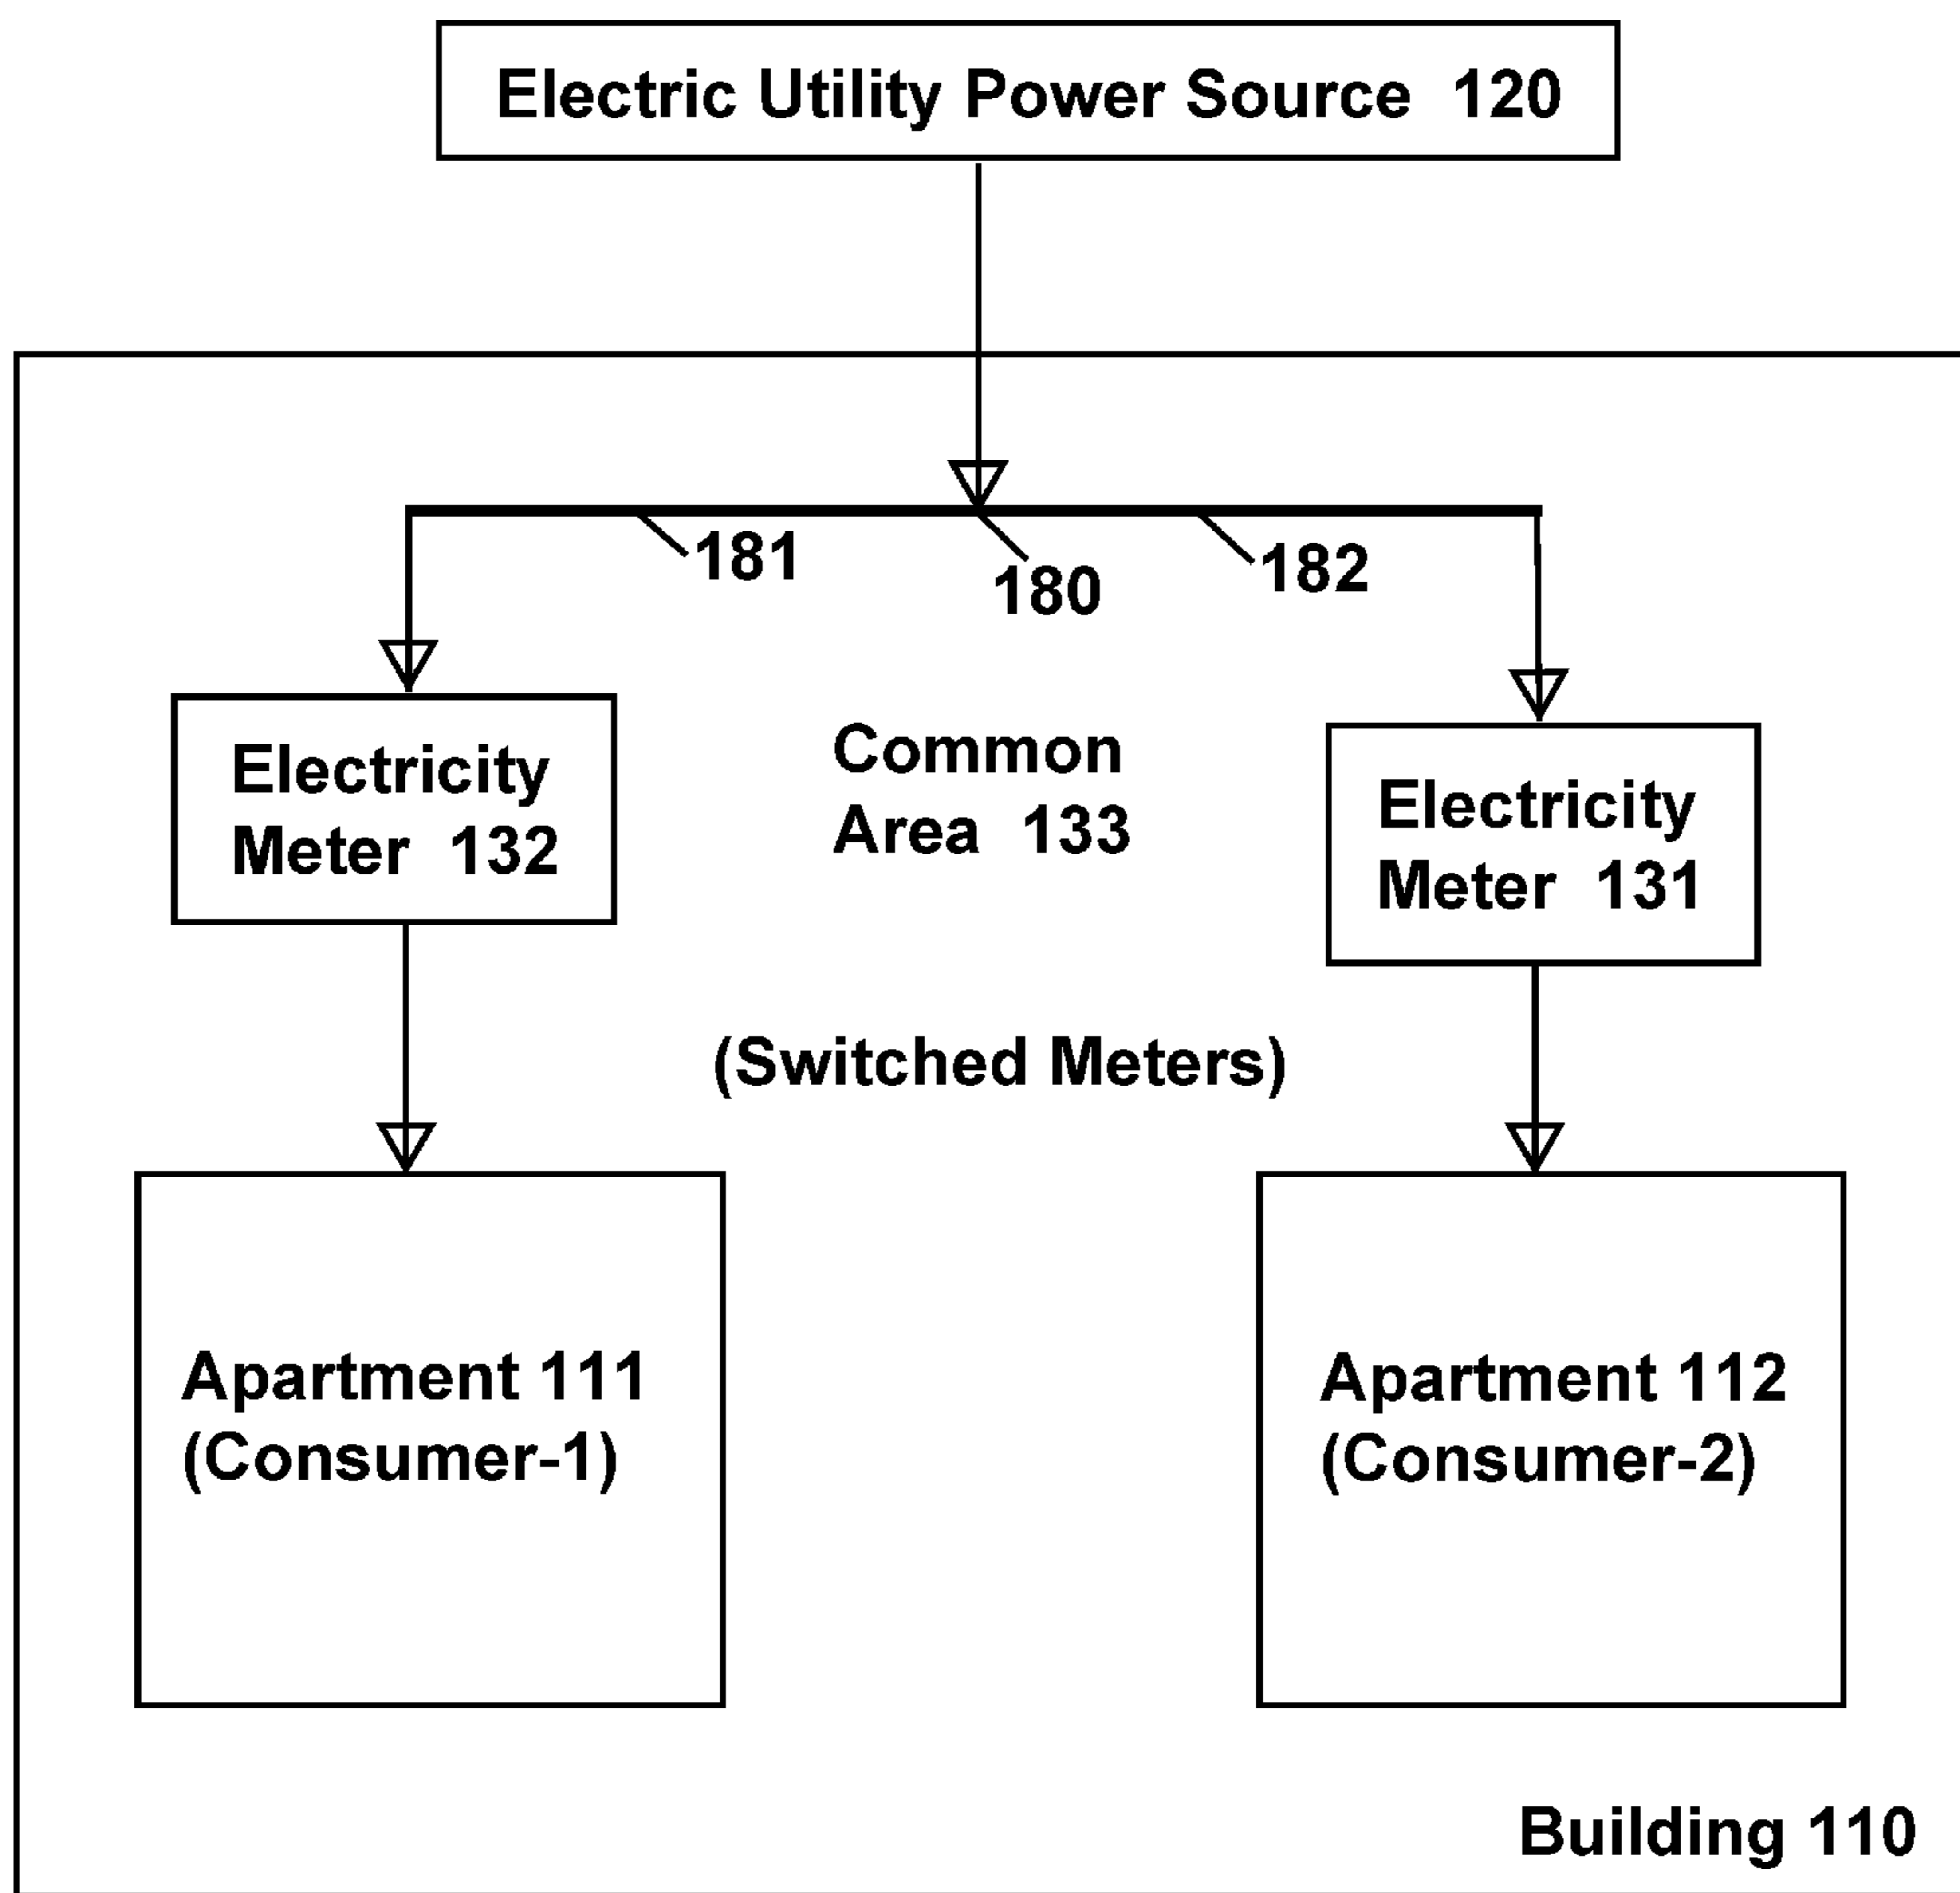 Electric Utility Power Source 120
181
180
182
Electricity
Meter 132
Common
Area 133
Electricity
Meter 131
(Switched Meters)
Apartment 111
(Consumer-1)
Apartment 112
(Consumer-2)
Building 110